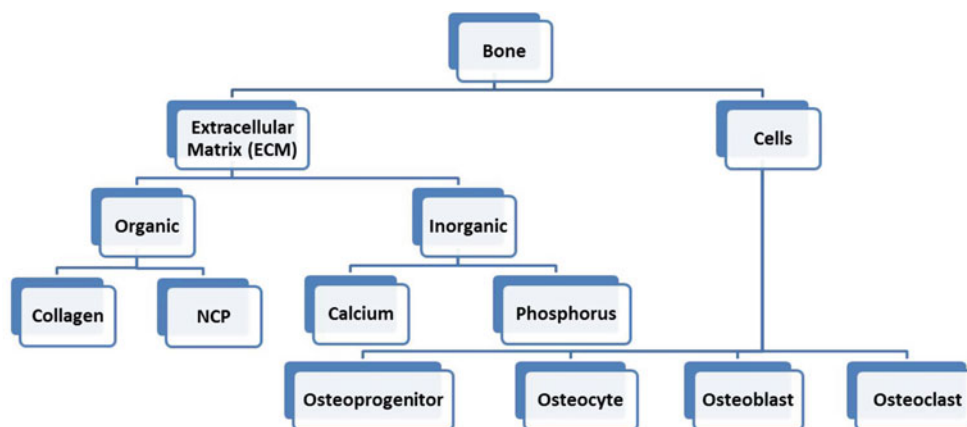 Bone
Extracellular
Matrix (ECM)
Cells
Organic
Inorganic
Collagen
NCP
Calcium
Phosphorus
Osteoprogenitor
Osteocyte
Osteoblast
Osteoclast